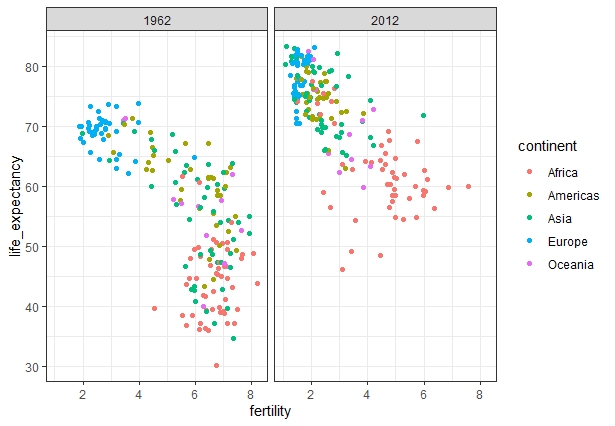 1962 2012
80
70
60
50
40
30
life_expectancy
2 4 6 8 2 4 6 8
fertility
continent
Africa
Americas
Asia
Europe
Oceania